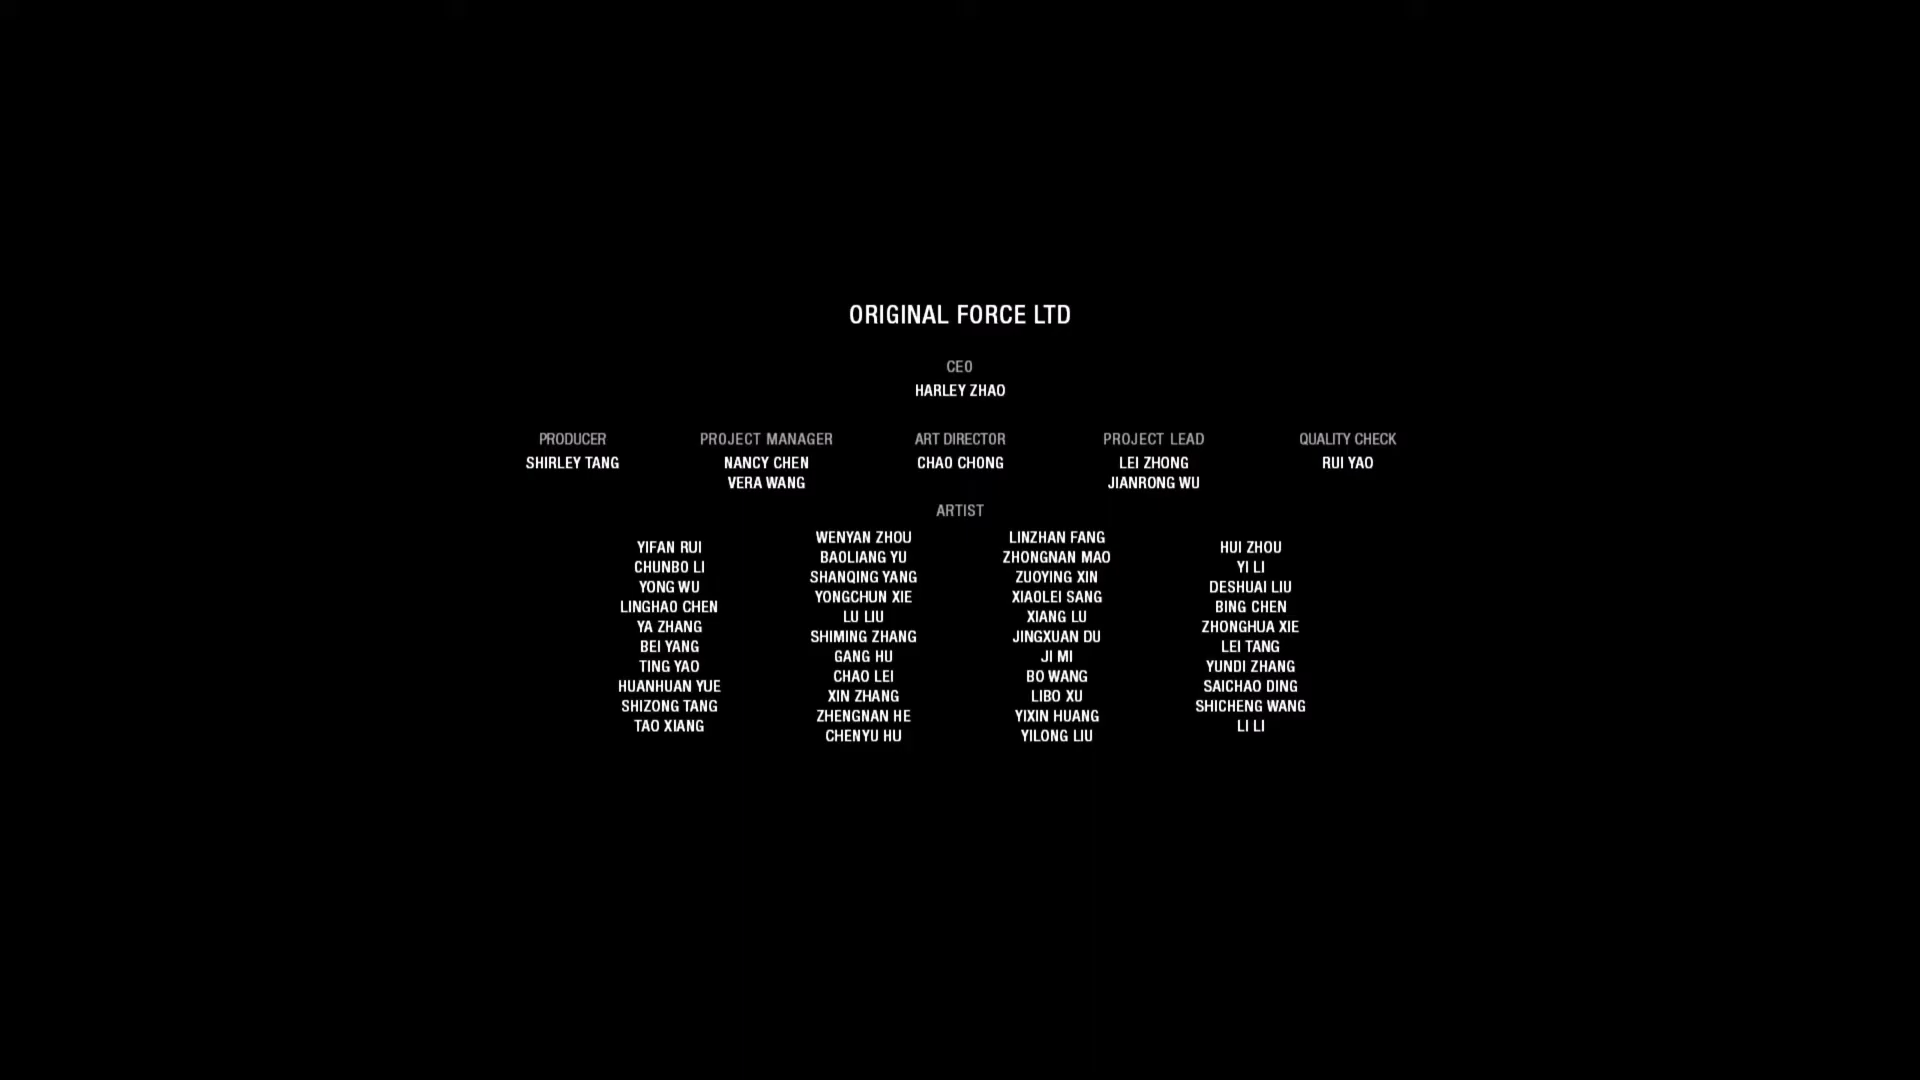 ORIGINAL FORCE LTD
CEO
HARLEY ZHAO
PRODUCER
SHIRLEY TANG
PROJECT MANAGER
NANCY CHEN
VERA WANG
ART DIRECTOR
CHAO CHONG
PROJECT LEAD
LEI ZHONG
JIANRONG WU
QUALITY CHECK
RUI YAO
ARTIST
YIFAN RUI
CHUNBO LI
YONG WU
LINGHAO CHEN
YA ZHANG
BEI YANG
TING YAO
HUANHUAN YUE
SHIZONG TANG
TAO XIANG
WENYAN ZHOU
BAOLIANG YU
SHANQING YANG
YONGCHUN XIE
LU LIU
SHIMING ZHANG
GANG HU
CHAO LEI
XIN ZHANG
ZHENGNAN HE
CHENYU HU
LINZHAN FANG
ZHONGNAN MAO
ZUOYING XIN
XIAOLEI SANG
XIANG LU
JINGXUAN DU
JI MI
BO WANG
LIBO XU
YIXIN HUANG
YILONG LIU
HUI ZHOU
YI LI
DESHUAI LIU
BING CHEN
ZHONGHUA XIE
LEI TANG
YUNDI ZHANG
SAICHAO DING
SHICHENG WANG
LI LI